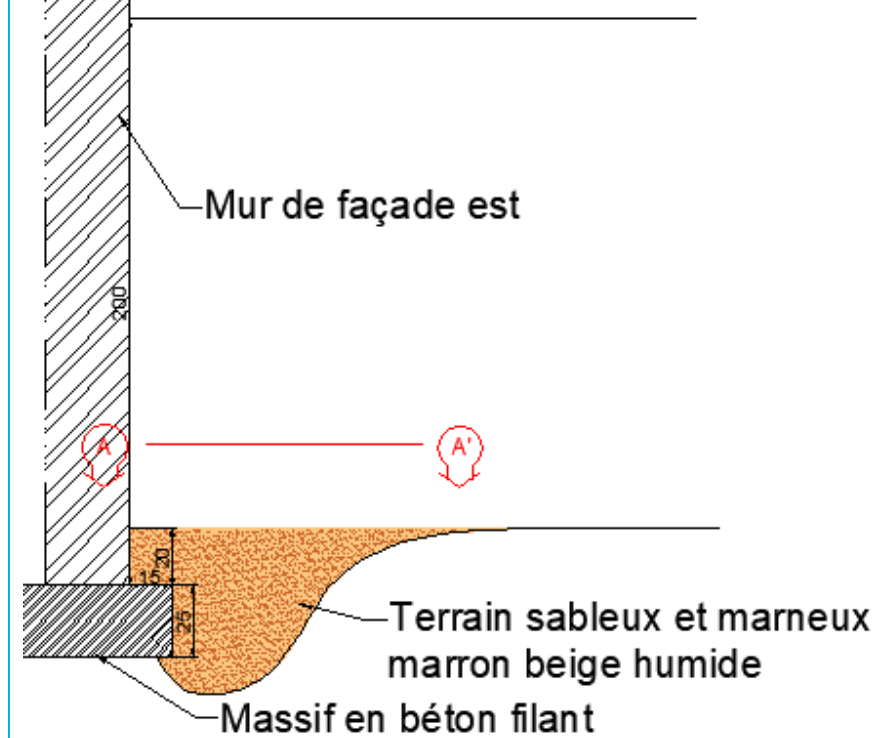 Mur de façade est
200
A
A'
20
15
25
Terrain sableux et marneux
marron beige humide
Massif en béton filant